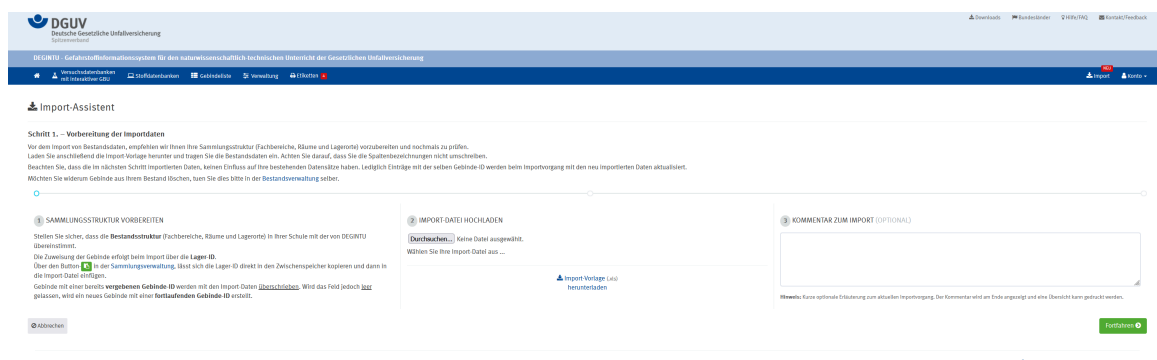 DGUV
Deutsche Gesetzliche Unfallversicherung
Spitzenverband
Downloads Bundesländer Hilfe/FAQ Kontakt/Feedback
DEGINTU - Gefahrstoffinformationssystem für den naturwissenschaftlich-technischen Unterricht der Gesetzlichen Unfallversicherung
Versuchsdatenbanken
mit interaktiver GBU
Stoffdatenbanken Gebindeliste Verwaltung Etiketten
NEU
Import Konto
Import-Assistent
Schritt 1. – Vorbereitung der Importdaten
Vor dem Import von Bestandsdaten, empfehlen wir Ihnen Ihre Sammlungsstruktur (Fachbereiche, Räume und Lagerorte) vorzubereiten und nochmals zu prüfen.
Laden Sie anschließend die Import-Vorlage herunter und tragen Sie die Bestandsdaten ein. Achten Sie darauf, dass Sie die Spaltenbezeichnungen nicht umschreiben.
Beachten Sie, dass die im nächsten Schritt importierten Daten, keinen Einfluss auf Ihre bestehenden Datensätze haben. Lediglich Einträge mit der selben Gebinde-ID werden beim Importvorgang mit den neu importierten Daten aktualisiert.
Möchten Sie widerum Gebinde aus Ihrem Bestand löschen, tuen Sie dies bitte in der Bestandsverwaltung selber.
1 SAMMLUNGSSTRUKTUR VORBEREITEN
Stellen Sie sicher, dass die Bestandsstruktur (Fachbereiche, Räume und Lagerorte) in Ihrer Schule mit der von DEGINTU
übereinstimmt.
Die Zuweisung der Gebinde erfolgt beim Import über die Lager-ID.
Über den Button in der Sammlungsverwaltung, lässt sich die Lager-ID direkt in den Zwischenspeicher kopieren und dann in
die Import-Datei einfügen.
Gebinde mit einer bereits vergebenen Gebinde-ID werden mit den Import-Daten überschrieben. Wird das Feld jedoch leer
gelassen, wird ein neues Gebinde mit einer fortlaufenden Gebinde-ID erstellt.
2 IMPORT-DATEI HOCHLADEN
Durchsuchen... Keine Datei ausgewählt.
Wählen Sie Ihre Import-Datei aus ...
Import-Vorlage (.xls)
herunterladen
3 KOMMENTAR ZUM IMPORT (OPTIONAL)
Hinweis: Kurze optionale Erläuterung zum aktuellen Importvorgang. Der Kommentar wird am Ende angezeigt und eine Übersicht kann gedruckt werden.
Abbrechen
Fortfahren